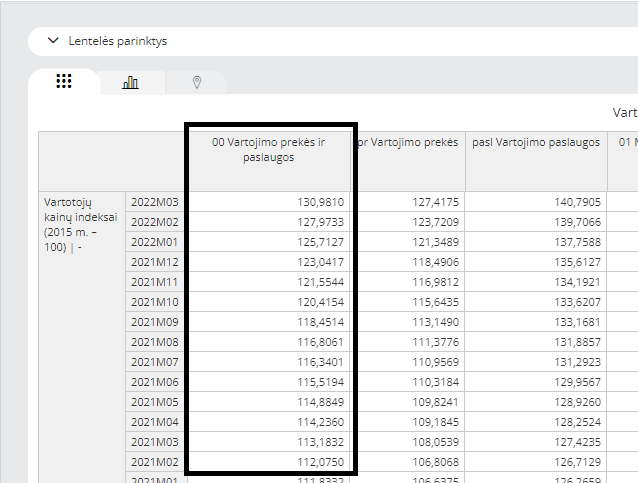 Lentelės parinktys
Vart
00 Vartojimo prekės ir
paslaugos
pr Vartojimo prekės
pasl Vartojimo paslaugos
01 M
Vartotojų
kainų indeksai
(2015 m. –
100) | -
2022M03 130,9810 127,4175 140,7905
2022M02 127,9733 123,7209 139,7066
2022M01 125,7127 121,3489 137,7588
2021M12 123,0417 118,4906 135,6127
2021M11 121,5544 116,9812 134,1921
2021M10 120,4154 115,6435 133,6207
2021M09 118,4514 113,1490 133,1681
2021M08 116,8061 111,3776 131,8857
2021M07 116,3401 110,9569 131,2923
2021M06 115,5194 110,3184 129,9567
2021M05 114,8849 109,8241 128,9260
2021M04 114,2360 109,1845 128,2524
2021M03 113,1832 108,0539 127,4235
2021M02 112,0750 106,8068 126,7129
2021M01 111,8332 106,6375 126,2659